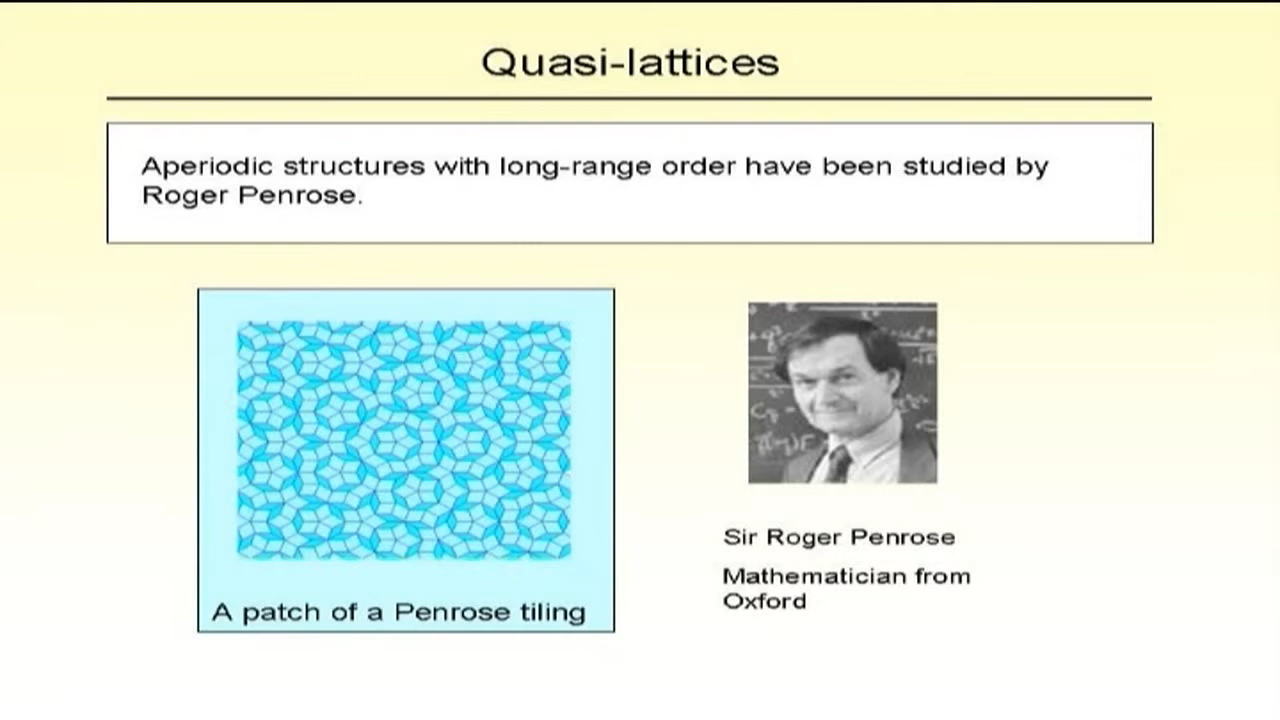 Quasi-lattices
Aperiodic structures with long-range order have been studied by
Roger Penrose.
A patch of a Penrose tiling
Sir Roger Penrose
Mathematician from
Oxford